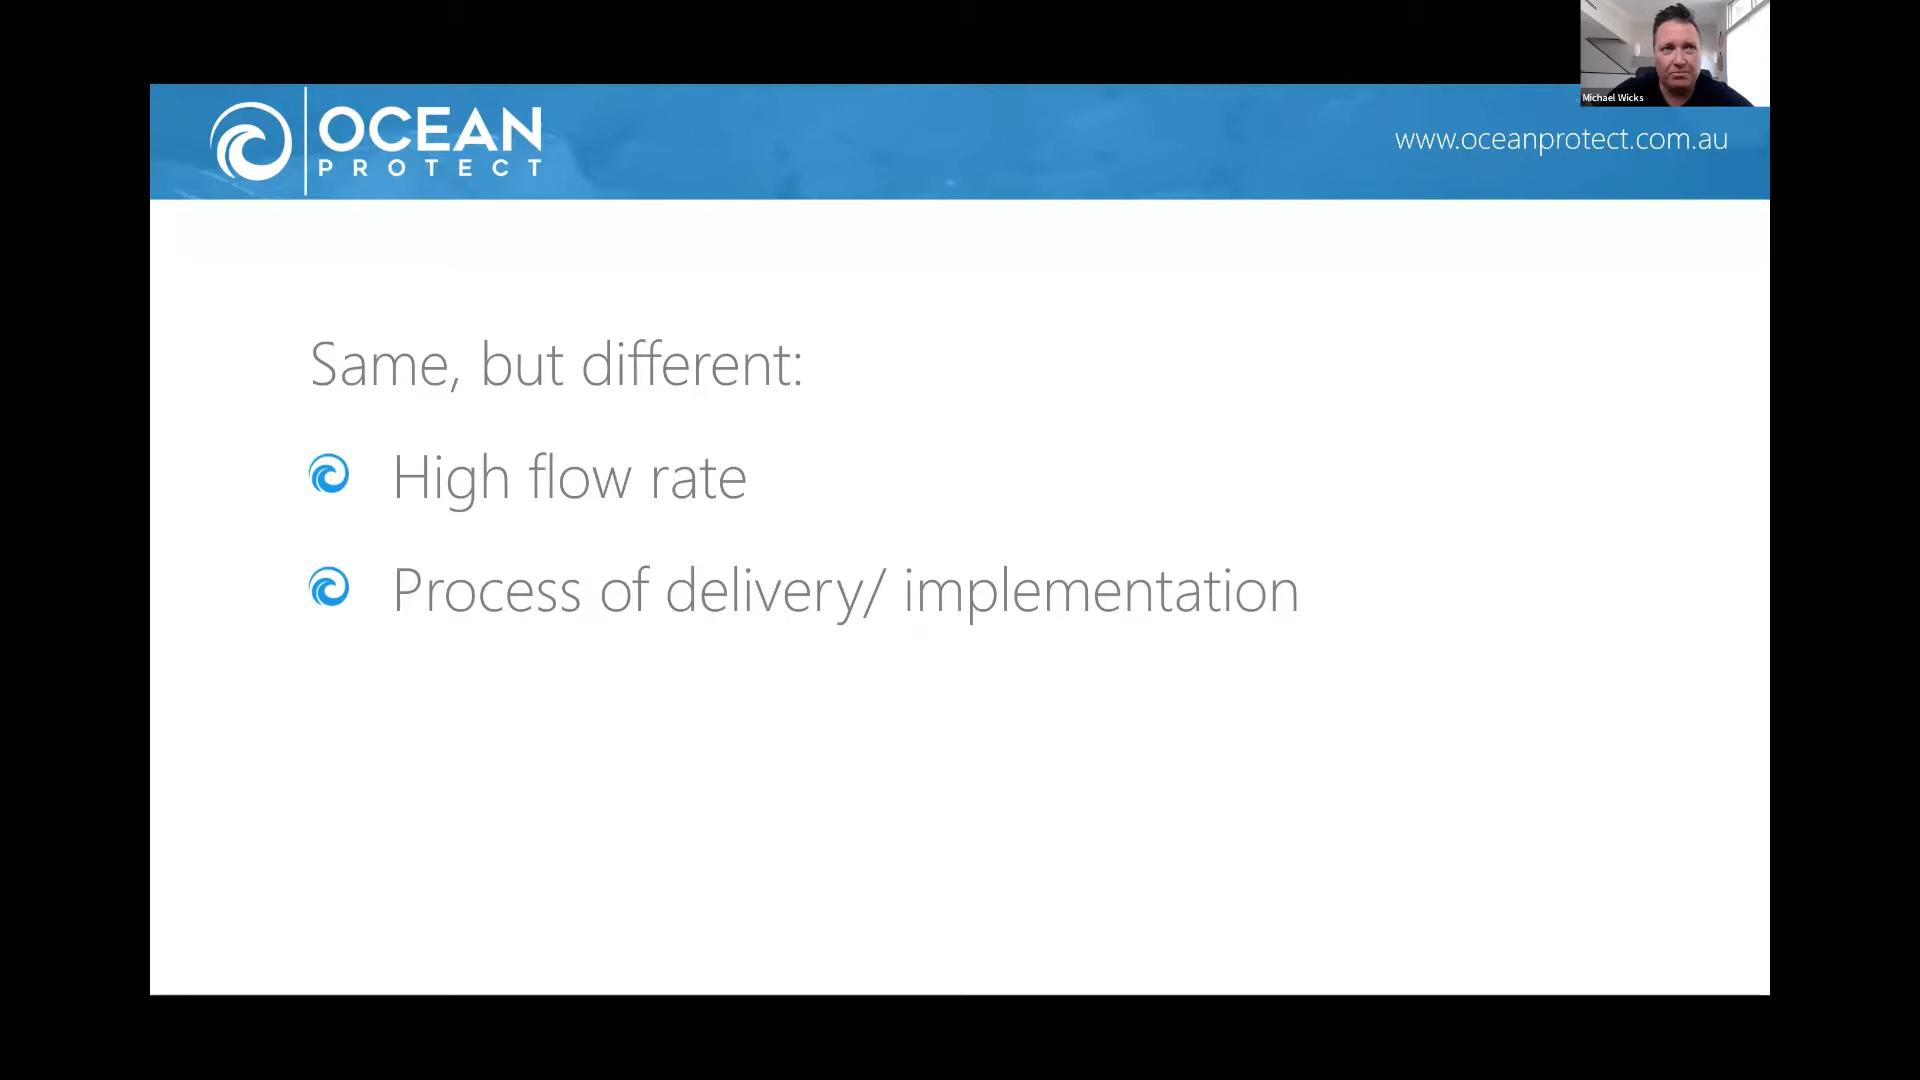 Michael Wicks
OCEAN
PROTECT
www.oceanprotect.com.au
Same, but different:
High flow rate
Process of delivery/ implementation